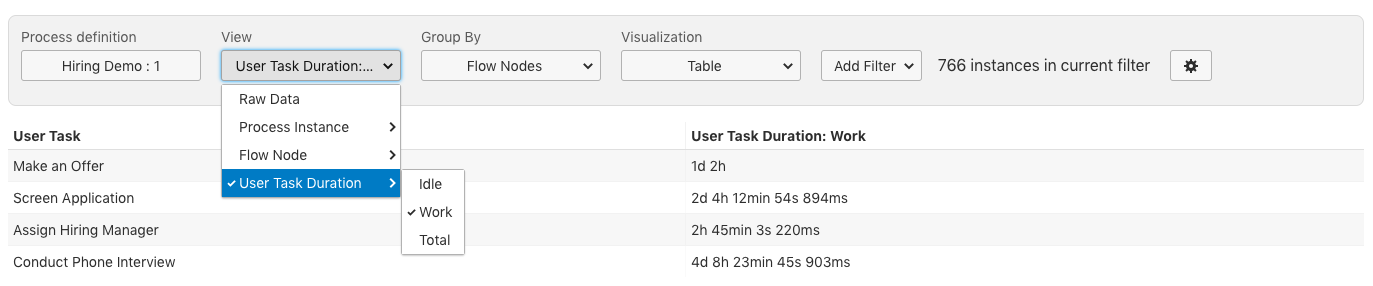 Process definition View Group By Visualization
Hiring Demo : 1 User Task Duration:... Flow Nodes Table Add Filter 766 instances in current filter
Raw Data
Process Instance
Flow Node
User Task Duration
Idle
Work
Total
User Task User Task Duration: Work
Make an Offer 1d 2h
Screen Application 2d 4h 12min 54s 894ms
Assign Hiring Manager 2h 45min 3s 220ms
Conduct Phone Interview 4d 8h 23min 45s 903ms